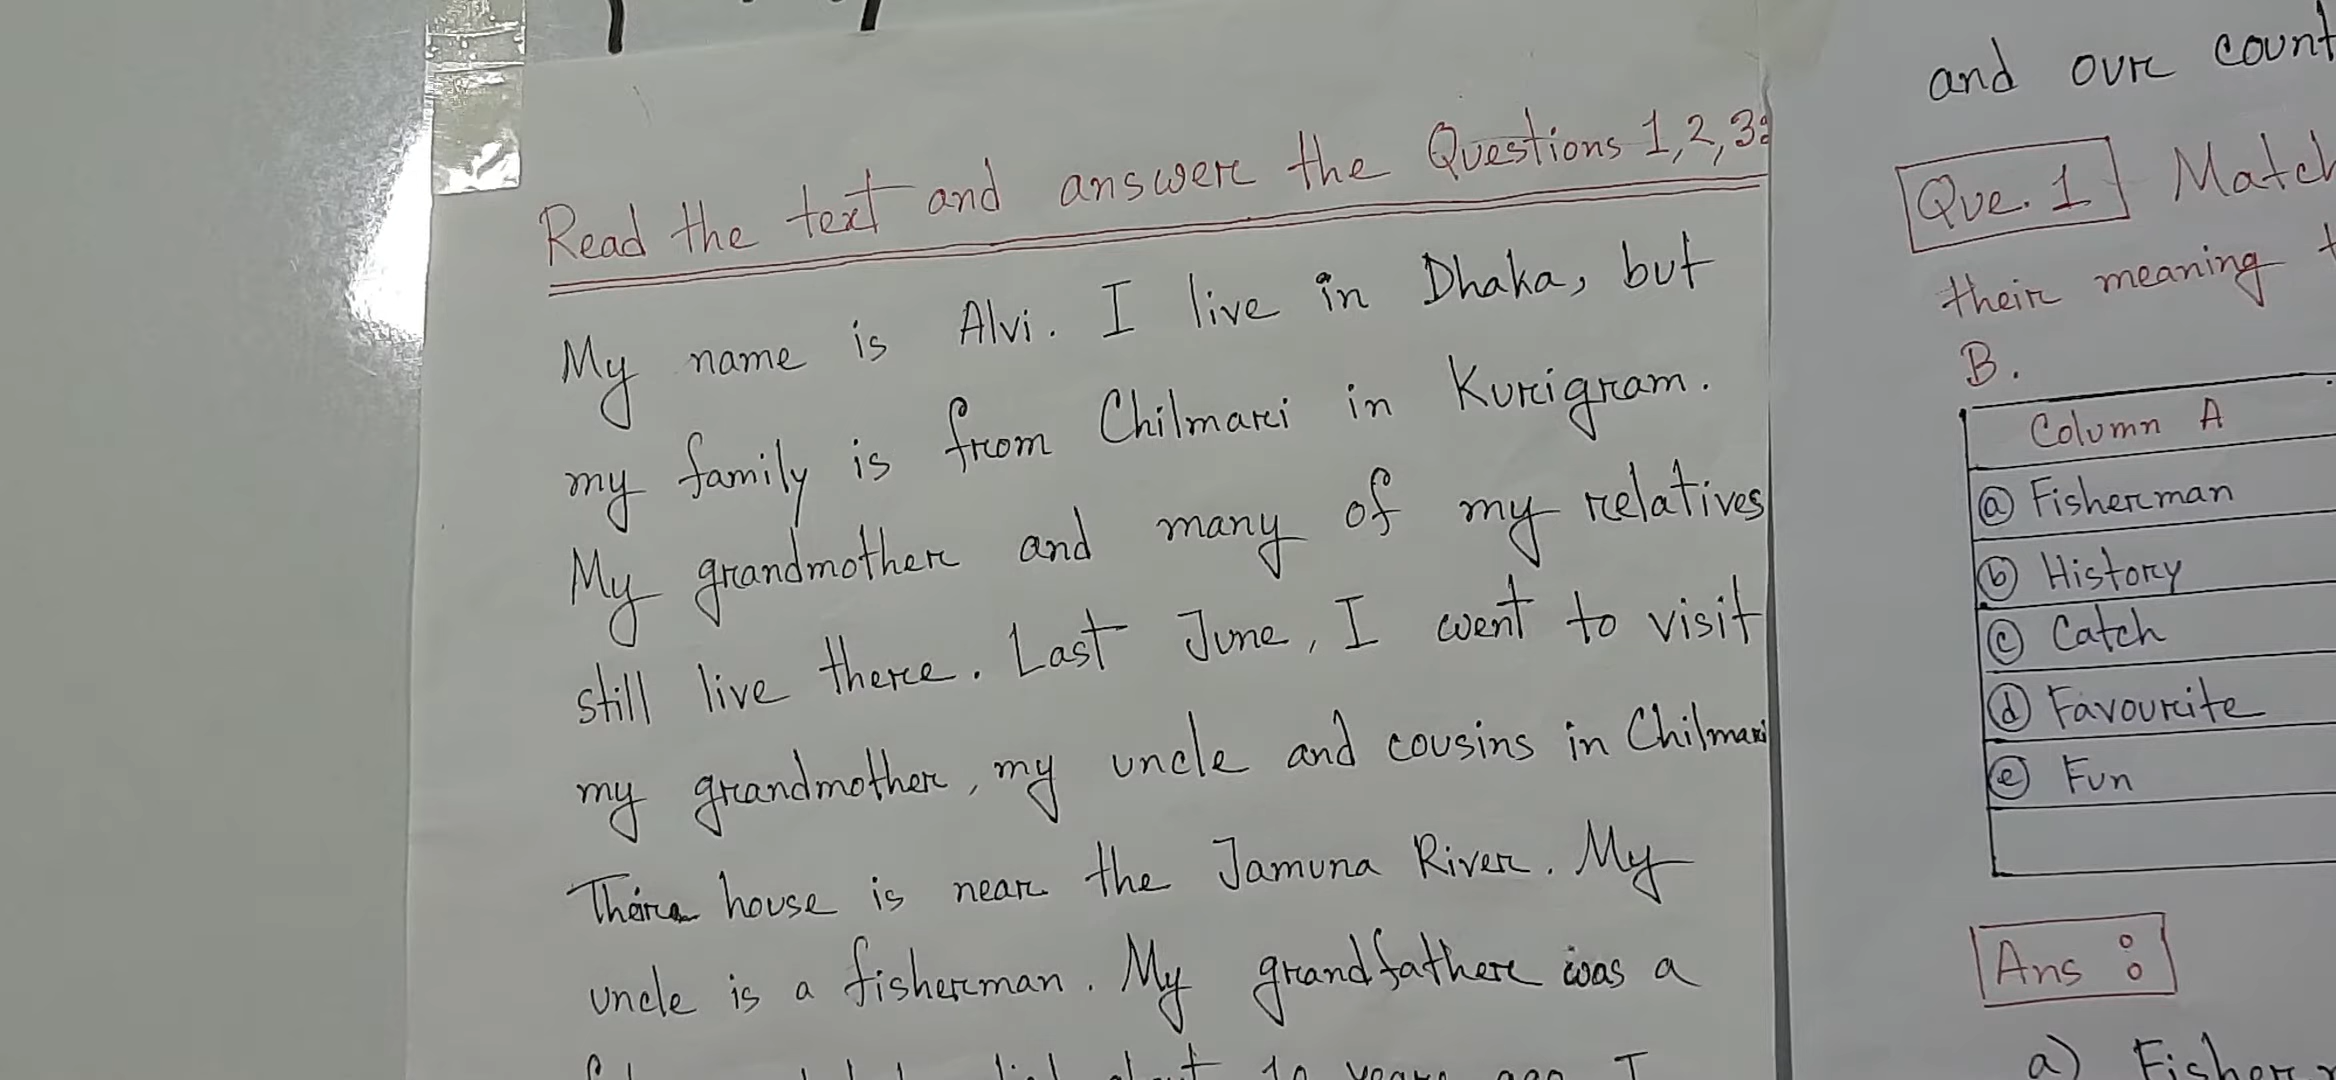 Read the text and answer the Questions 1,2,3:
My name is Alvi. I live in Dhaka, but
my family is from Chilmari in Kurigram.
My grandmother and many of my relatives
still live there. Last June, I went to visit
my grandmother, my uncle and cousins in Chilmari
house is near the Jamuna River. My
uncle is a fisherman. My grandfather was a
10 years ago I
and our
Que. 1 Match
their meaning
B.
Column A
a Fisherman
b History
c Catch
d Favourite
e Fun
Ans :
a)